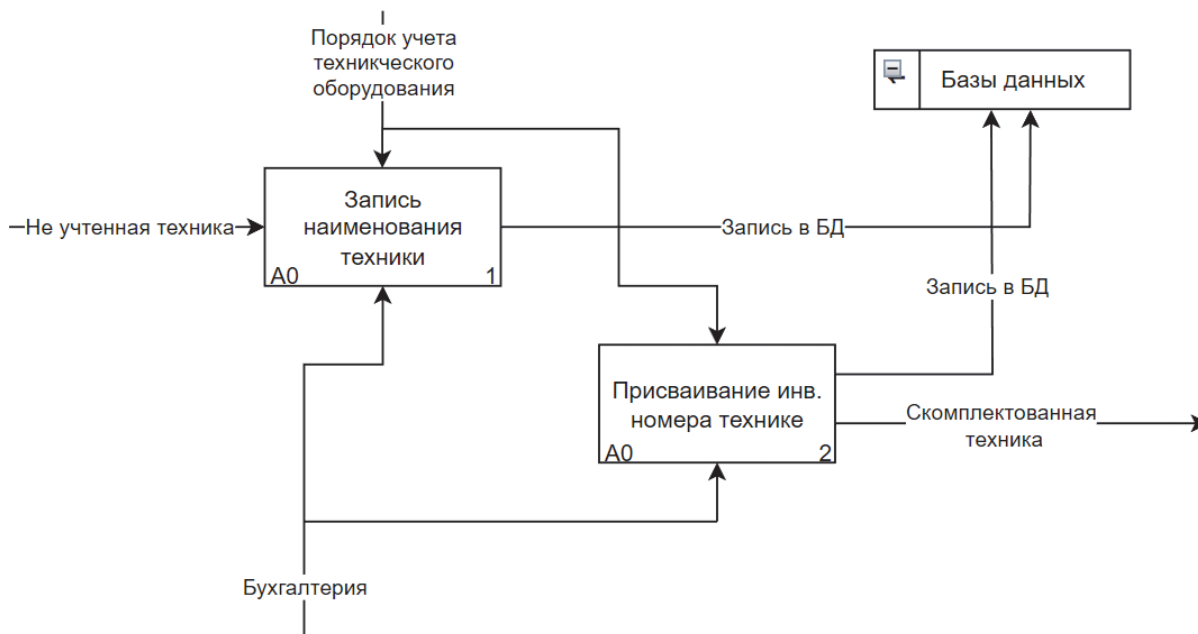 Порядок учета
техникческого
оборудования
Базы данных
Запись
наименования
техники
A0
1
Не учтенная техника
Запись в БД
Запись в БД
Присваивание инв.
номера технике
A0
2
Скомплектованная
техника
Бухгалтерия